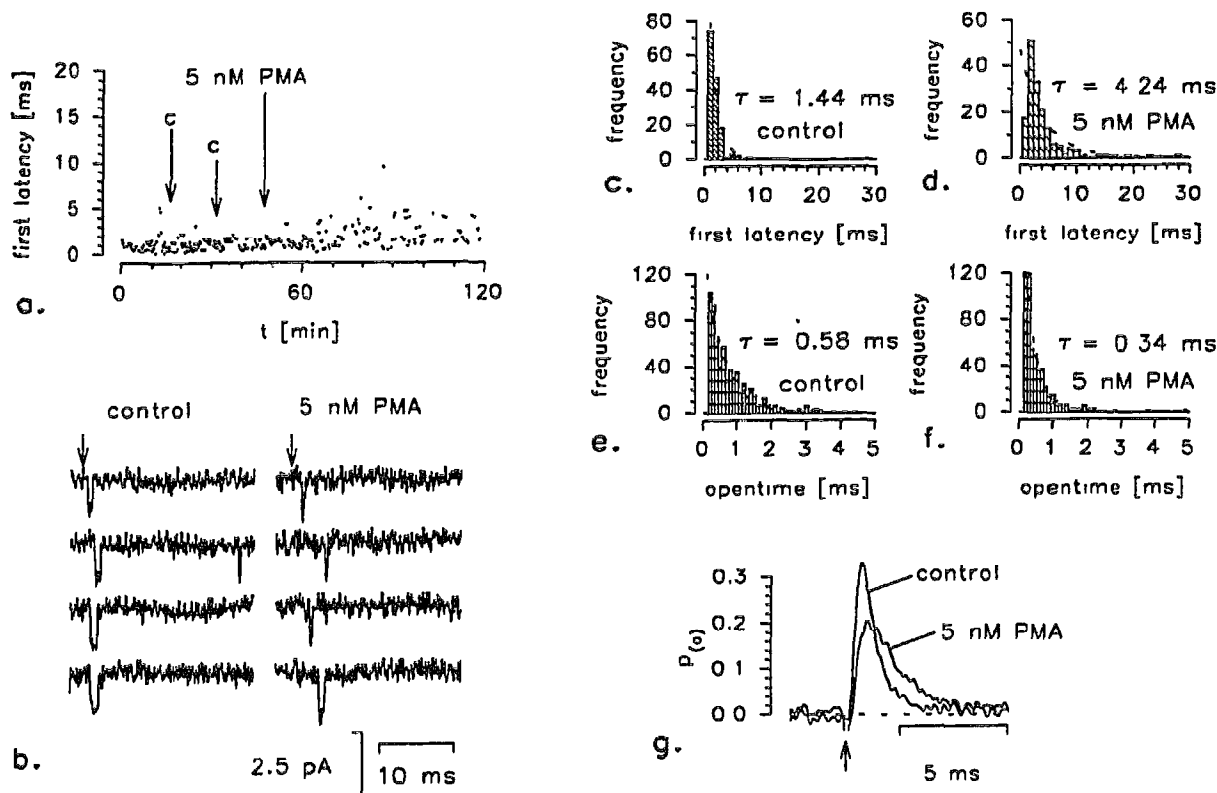 first latency [ms]
20
15
10
5
0
5 nM PMA
c
c
0
60
120
t [min]
a.
control
5 nM PMA
b.
2.5 pA
10 ms
frequency
80
60
40
20
0
τ = 1.44 ms
control
0
10
20
30
c.
first latency [ms]
frequency
60
40
20
0
τ = 4 24 ms
5 nM PMA
0
10
20
30
d.
first latency [ms]
frequency
120
80
40
0
τ = 0.58 ms
control
0
1
2
3
4
5
e.
opentime [ms]
frequency
120
80
40
0
τ = 0 34 ms
5 nM PMA
0
1
2
3
4
5
f.
opentime [ms]
P(o)
0.3
0.2
0 1
0 0
control
5 nM PMA
g.
5 ms